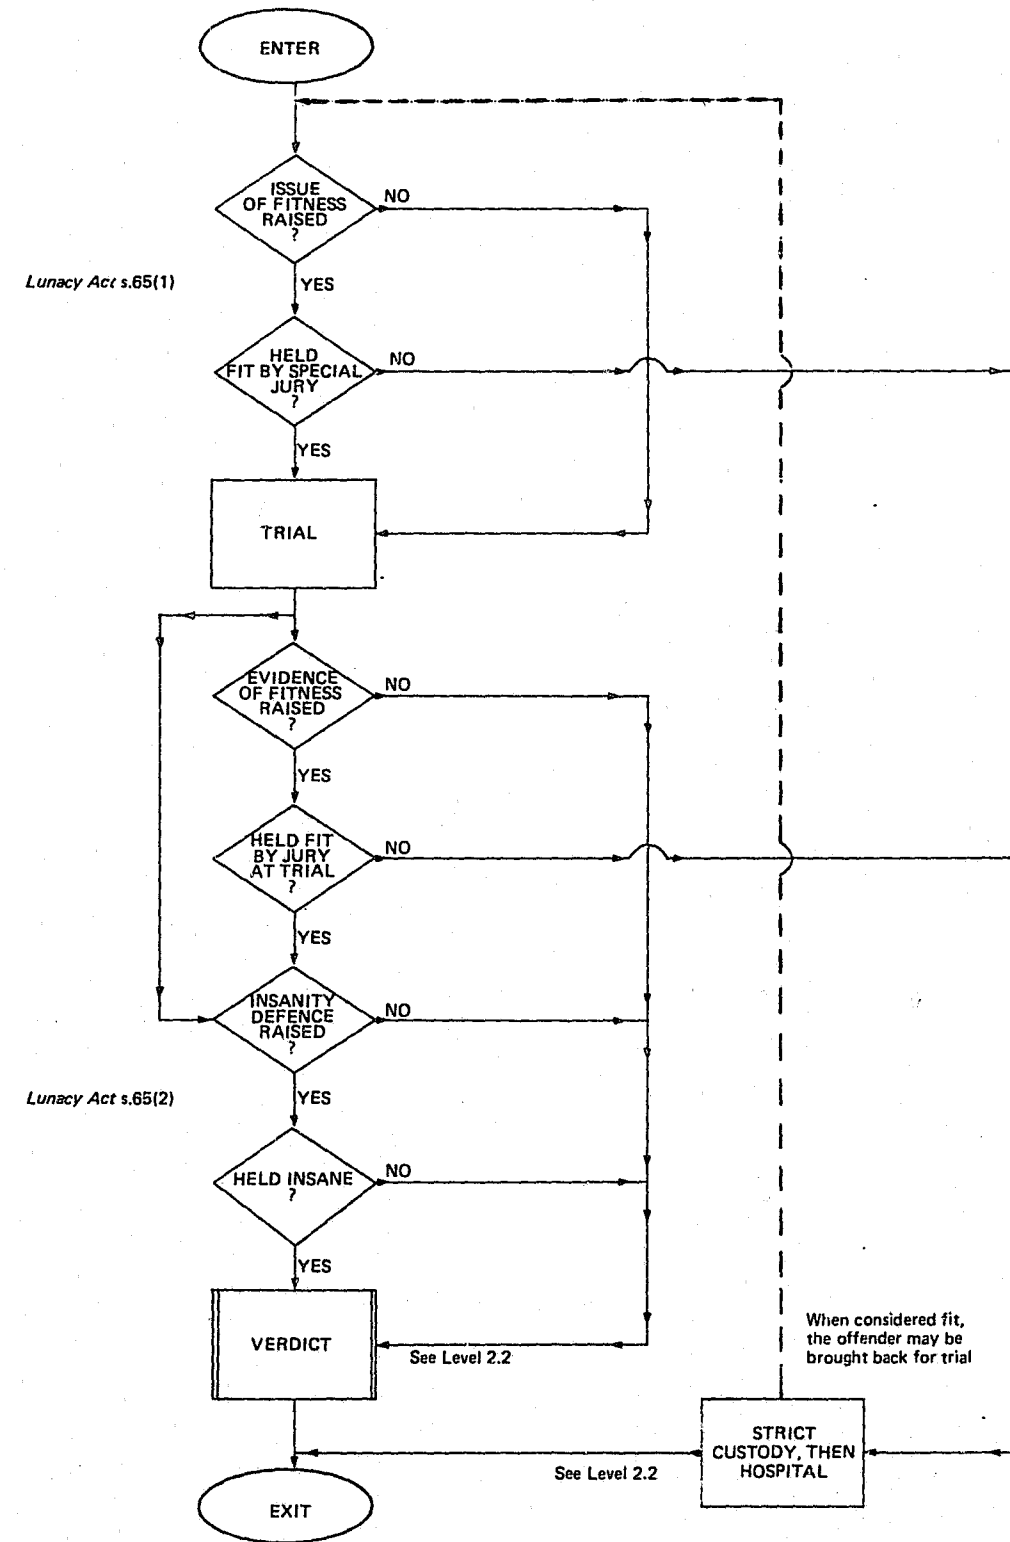 ENTER
ISSUE
OF FITNESS
RAISED
?
NO
Lunacy Act s.65(1)
YES
HELD
FIT BY SPECIAL
JURY
?
NO
YES
TRIAL
EVIDENCE
OF FITNESS
RAISED
?
NO
YES
HELD FIT
BY JURY
AT TRIAL
?
NO
YES
INSANITY
DEFENCE
RAISED
?
NO
Lunacy Act s.65(2)
YES
HELD INSANE
?
NO
YES
VERDICT
See Level 2.2
When considered fit,
the offender may be
brought back for trial
STRICT
CUSTODY, THEN
HOSPITAL
See Level 2.2
EXIT